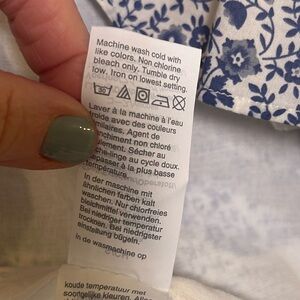 Machine wash cold with
like colors. Non chlorine
bleach only. Tumble dry
low. Iron on lowest setting.
30
Laver à la machine à l'eau
froide avec des couleurs
similaires. Agent de
blanchiment non chloré
seulement. Sécher au
sèche-linge au cycle doux.
Repasser à la plus basse
température.
In der maschine mit
ähnlichen farben kalt
waschen. Nur chlorfreies
bleichmittel verwenden.
Bei niedriger temperatur
trocknen. Bei niedrigster
einstellung bügeln.
In de wasmachine op
koude temperatuur met
soortgelijke kleuren.